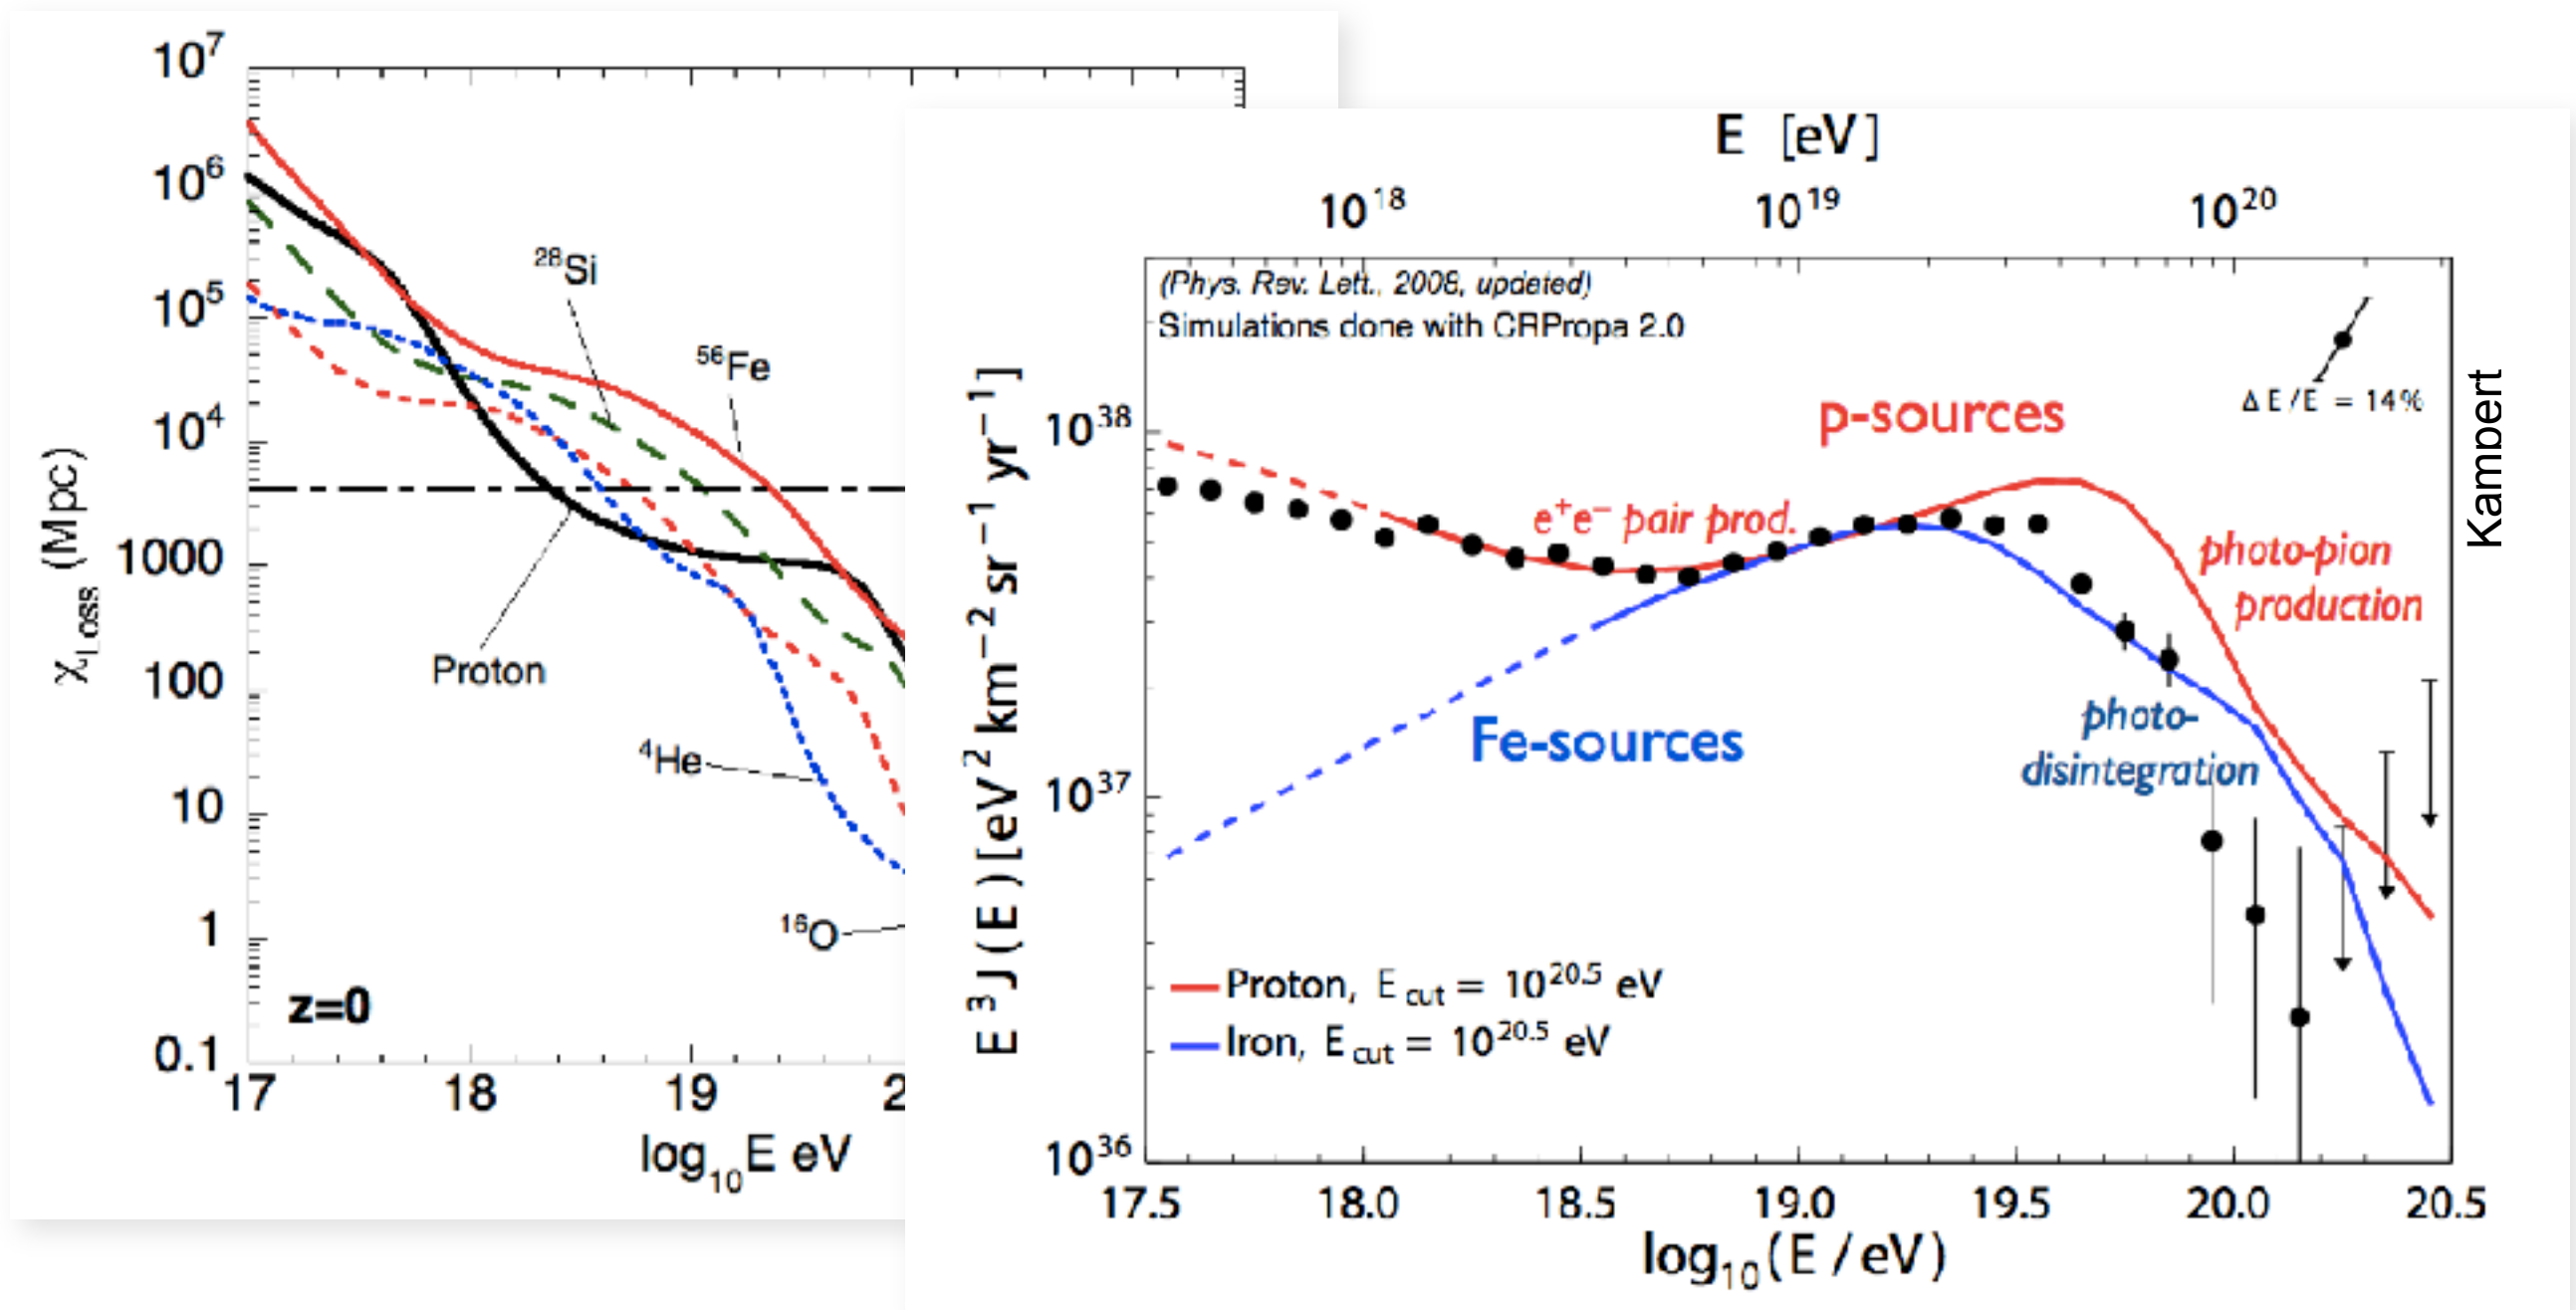 10⁷
10⁶
10⁵
10⁴
1000
100
10
1
0.1
χLoss (Mpc)
²⁸Si
⁵⁶Fe
Proton
⁴He
¹⁶O
z=0
17 18 19 2
log₁₀E eV
E [eV]
10¹⁸ 10¹⁹ 10²⁰
(Phys. Rev. Lett., 2008, updated)
Simulations done with CRPropa 2.0
ΔE/E = 14%
p-sources
e⁺e⁻ pair prod.
photo-pion
production
Fe-sources
photo-
disintegration
Proton, E cut = 10²⁰·⁵ eV
Iron, E cut = 10²⁰·⁵ eV
10³⁸
10³⁷
10³⁶
E³J(E) [eV² km⁻² sr⁻¹ yr⁻¹]
17.5 18.0 18.5 19.0 19.5 20.0 20.5
log₁₀(E/eV)
Kampert